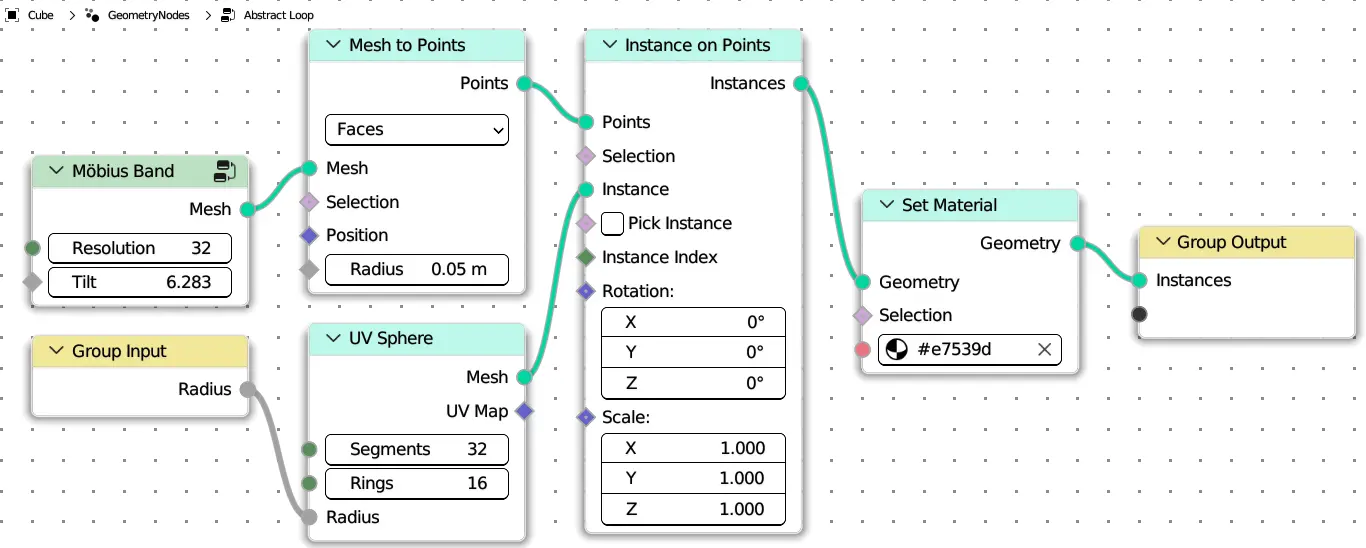 Cube > GeometryNodes > Abstract Loop
Möbius Band
Mesh
Resolution 32
Tilt 6.283
Group Input
Radius
Mesh to Points
Points
Faces
Mesh
Selection
Position
Radius 0.05 m
UV Sphere
Mesh
UV Map
Segments 32
Rings 16
Radius
Instance on Points
Instances
Points
Selection
Instance
Pick Instance
Instance Index
Rotation:
X 0°
Y 0°
Z 0°
Scale:
X 1.000
Y 1.000
Z 1.000
Set Material
Geometry
Geometry
Selection
#e7539d
Group Output
Instances